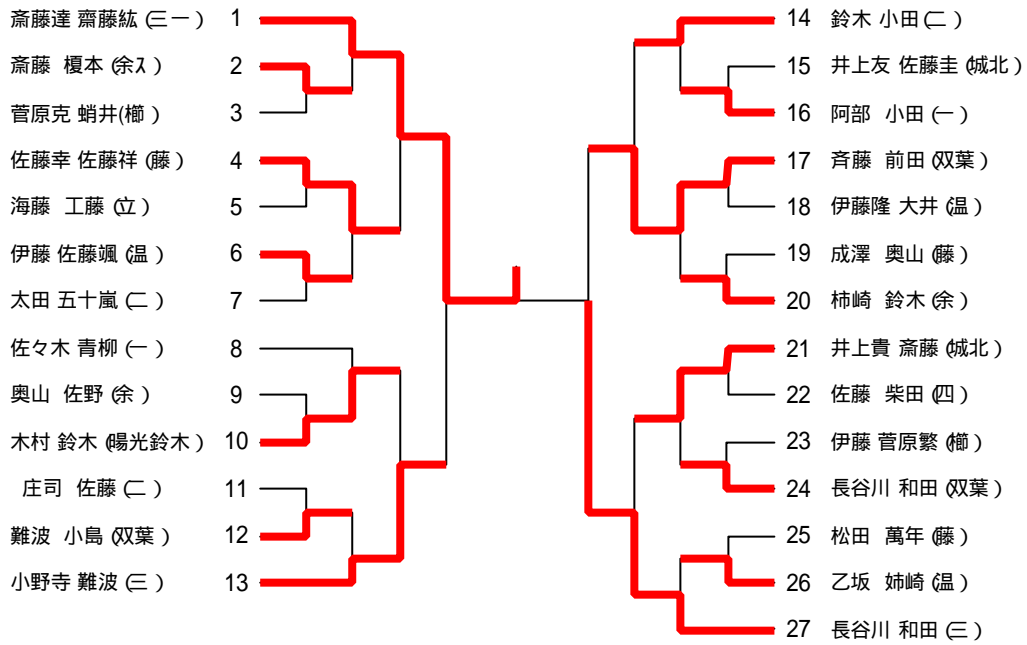 斎藤達 齋藤紘 (三一) 1
斎藤 榎本 (余ス) 2
菅原克 蛸井(櫛) 3
佐藤幸 佐藤祥 (藤) 4
海藤 工藤 (立) 5
伊藤 佐藤颯 (温) 6
太田 五十嵐 (二) 7
佐々木 青柳 (一) 8
奥山 佐野 (余) 9
木村 鈴木 (陽光鈴木) 10
庄司 佐藤 (二) 11
難波 小島 (双葉) 12
小野寺 難波 (三) 13
14 鈴木 小田 (二)
15 井上友 佐藤圭 (城北)
16 阿部 小田 (一)
17 斉藤 前田 (双葉)
18 伊藤隆 大井 (温)
19 成澤 奥山 (藤)
20 柿崎 鈴木 (余)
21 井上貴 斎藤 (城北)
22 佐藤 柴田 (四)
23 伊藤 菅原繁 (櫛)
24 長谷川 和田 (双葉)
25 松田 萬年 (藤)
26 乙坂 姉崎 (温)
27 長谷川 和田 (三)